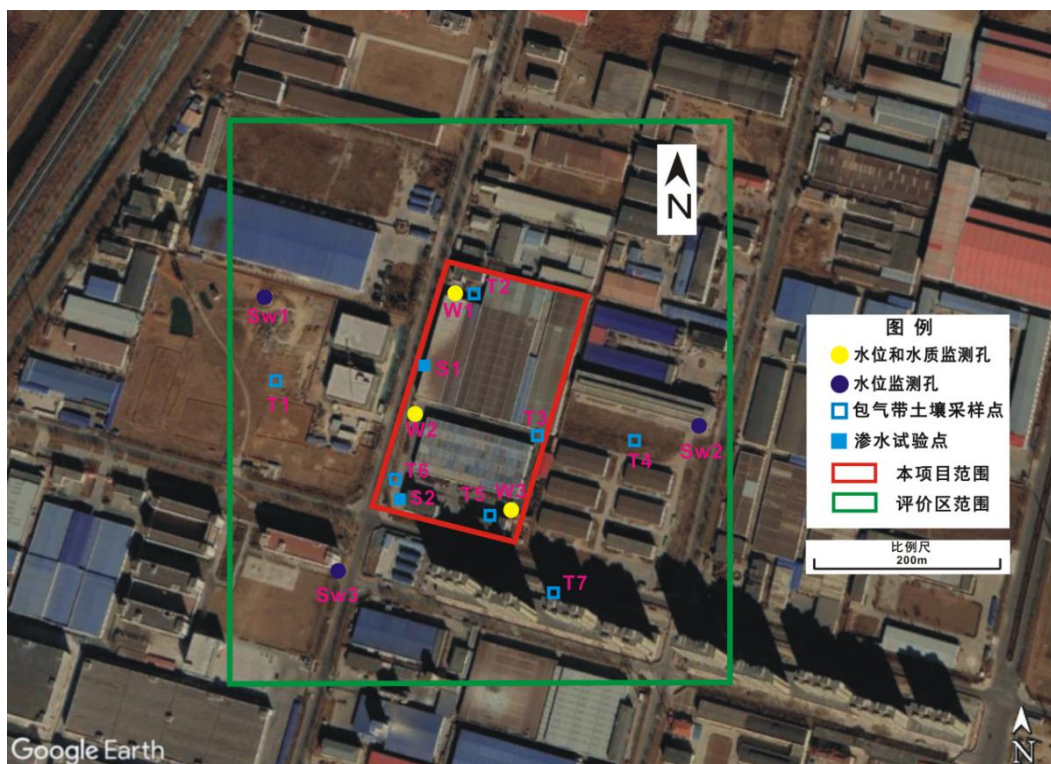 N
T2
W1
Sw1
S1
T1
W2
T3
T4
Sw2
T6
S2
T5
W3
Sw3
T7
图 例
水位和水质监测孔
水位监测孔
包气带土壤采样点
渗水试验点
本项目范围
评价区范围
比例尺
200m
Google Earth
N